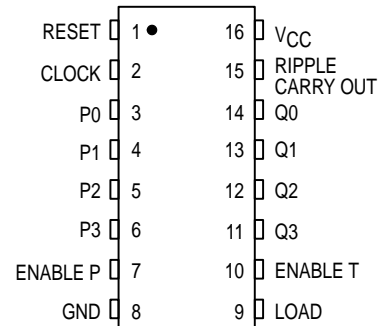 RESET 1 16 VCC
CLOCK 2 15 RIPPLE
CARRY OUT
P0 3 14 Q0
P1 4 13 Q1
P2 5 12 Q2
P3 6 11 Q3
ENABLE P 7 10 ENABLE T
GND 8 9 LOAD